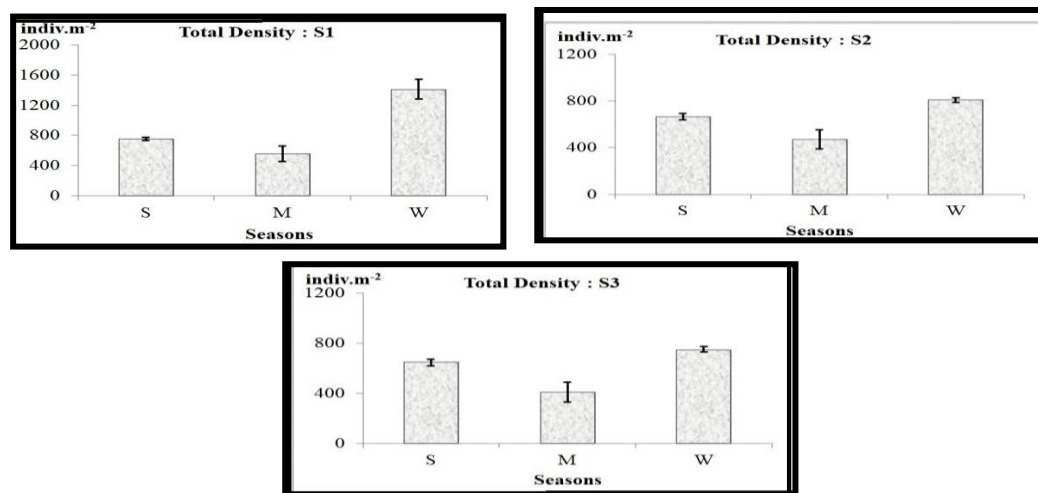 indiv.m⁻²
Total Density : S1
2000
1600
1200
800
400
0
S M W
Seasons
indiv.m⁻²
Total Density : S2
1200
800
400
0
S M W
Seasons
indiv.m⁻²
Total Density : S3
1200
800
400
0
S M W
Seasons